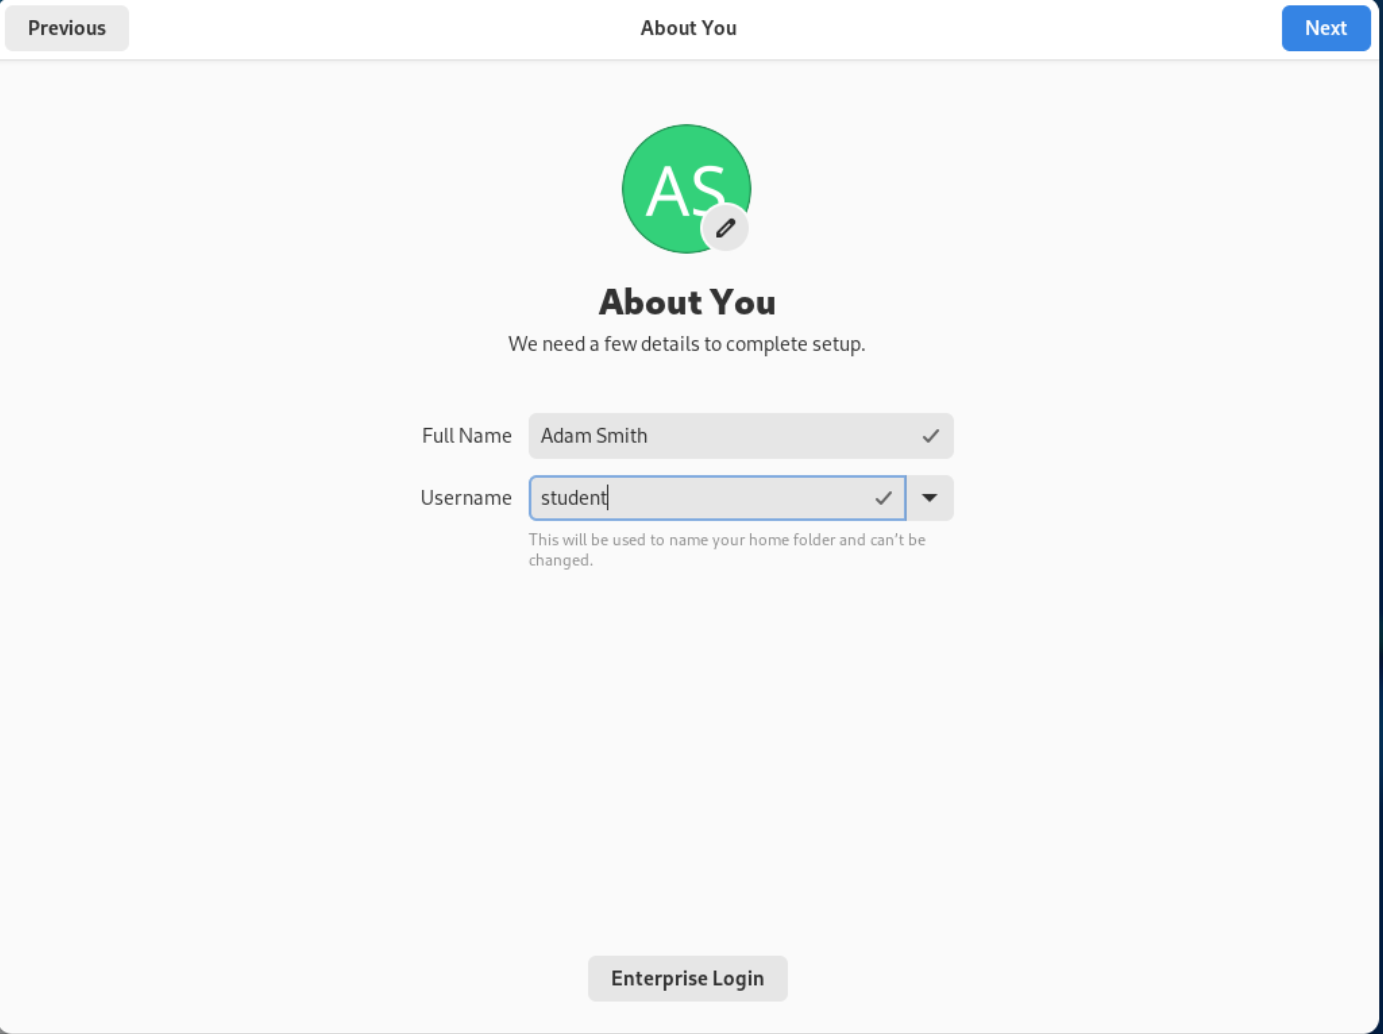 Previous
About You
Next
AS
About You
We need a few details to complete setup.
Full Name
Adam Smith
Username
student
This will be used to name your home folder and can’t be
changed.
Enterprise Login